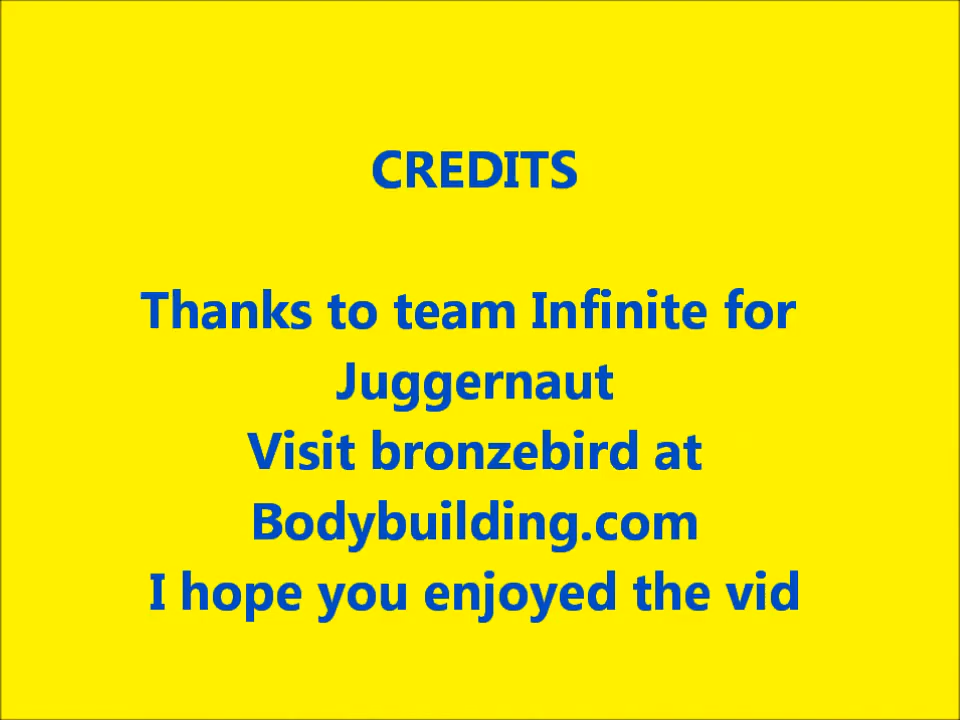 CREDITS
Thanks to team Infinite for
Juggernaut
Visit bronzebird at
Bodybuilding.com
I hope you enjoyed the vid